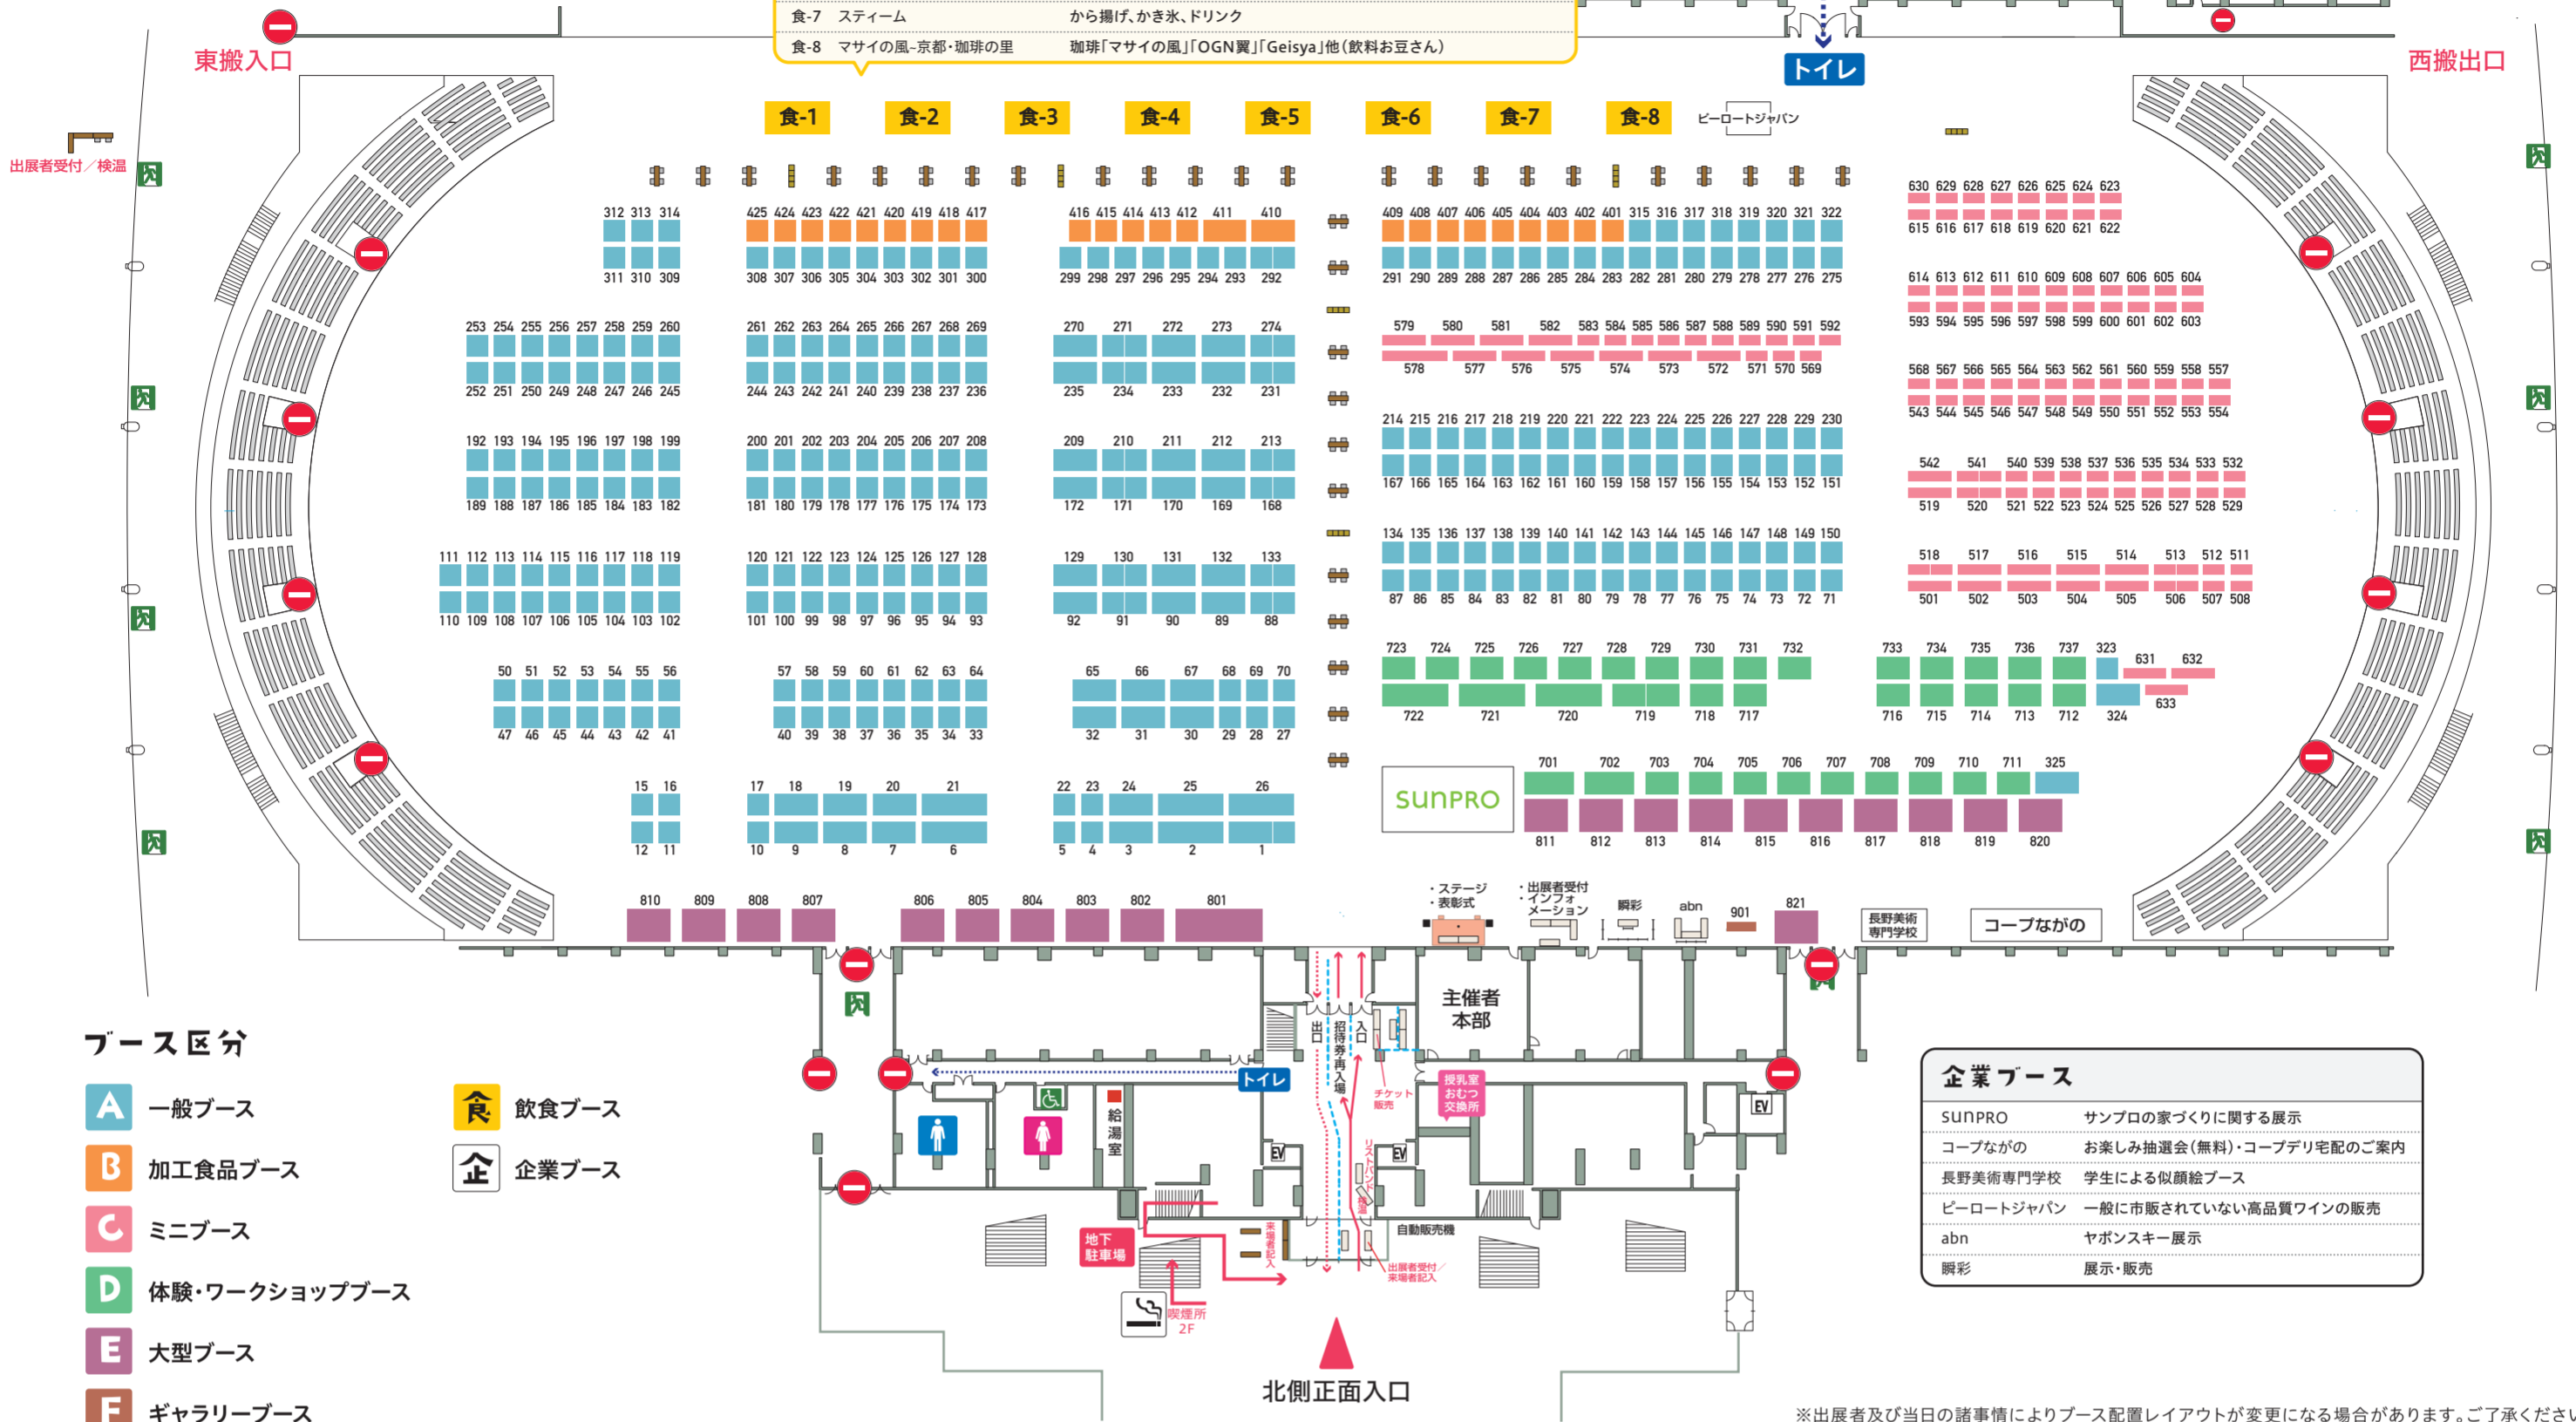 食-7 スティーム から揚げ、かき氷、ドリンク
食-8 マサイの風~京都・珈琲の里 珈琲「マサイの風」「OGN翼」「Geisya」他(飲料お豆さん)
東搬入口
トイレ
西搬出口
食-1 食-2 食-3 食-4 食-5 食-6 食-7 食-8 ピーロートジャパン
出展者受付/検温
630 629 628 627 626 625 624 623
312 313 314 425 424 423 422 421 420 419 418 417 416 415 414 413 412 411 410 409 408 407 406 405 404 403 402 401 315 316 317 318 319 320 321 322
615 616 617 618 619 620 621 622
311 310 309 308 307 306 305 304 303 302 301 300 299 298 297 296 295 294 293 292 291 290 289 288 287 286 285 284 283 282 281 280 279 278 277 276 275
614 613 612 611 610 609 608 607 606 605 604
593 594 595 596 597 598 599 600 601 602 603
253 254 255 256 257 258 259 260 261 262 263 264 265 266 267 268 269 270 271 272 273 274 579 580 581 582 583 584 585 586 587 588 589 590 591 592
578 577 576 575 574 573 572 571 570 569
568 567 566 565 564 563 562 561 560 559 558 557
252 251 250 249 248 247 246 245 244 243 242 241 240 239 238 237 236 235 234 233 232 231
543 544 545 546 547 548 549 550 551 552 553 554
214 215 216 217 218 219 220 221 222 223 224 225 226 227 228 229 230
192 193 194 195 196 197 198 199 200 201 202 203 204 205 206 207 208 209 210 211 212 213
542 541 540 539 538 537 536 535 534 533 532
167 166 165 164 163 162 161 160 159 158 157 156 155 154 153 152 151
189 188 187 186 185 184 183 182 181 180 179 178 177 176 175 174 173 172 171 170 169 168
519 520 521 522 523 524 525 526 527 528 529
134 135 136 137 138 139 140 141 142 143 144 145 146 147 148 149 150
111 112 113 114 115 116 117 118 119 120 121 122 123 124 125 126 127 128 129 130 131 132 133
518 517 516 515 514 513 512 511
87 86 85 84 83 82 81 80 79 78 77 76 75 74 73 72 71
501 502 503 504 505 506 507 508
110 109 108 107 106 105 104 103 102 101 100 99 98 97 96 95 94 93 92 91 90 89 88
723 724 725 726 727 728 729 730 731 732 733 734 735 736 737 323 631 632
50 51 52 53 54 55 56 57 58 59 60 61 62 63 64 65 66 67 68 69 70
722 721 720 719 718 717 716 715 714 713 712 324 633
47 46 45 44 43 42 41 40 39 38 37 36 35 34 33 32 31 30 29 28 27
701 702 703 704 705 706 707 708 709 710 711 325
15 16 17 18 19 20 21 22 23 24 25 26
sunpro
811 812 813 814 815 816 817 818 819 820
12 11 10 9 8 7 6 5 4 3 2 1
810 809 808 807 806 805 804 803 802 801
・ステージ
・表彰式
・出展者受付
・インフォ
メーション
瞬彩
abn
901
821
長野美術
専門学校
コープながの
主催者
本部
出口
招待券・再入場
入口
トイレ
チケット
販売
授乳室
おむつ
交換所
給湯室
EV
EV
EV
リストバンド
検温
自動販売機
来場者記入
出展者受付/
来場者記入
地下
駐車場
喫煙所
2F
北側正面入口
ブース区分
A 一般ブース
B 加工食品ブース
C ミニブース
D 体験・ワークショップブース
E 大型ブース
F ギャラリーブース
食 飲食ブース
企 企業ブース
企業ブース
sunpro サンプロの家づくりに関する展示
コープながの お楽しみ抽選会(無料)・コープデリ宅配のご案内
長野美術専門学校 学生による似顔絵ブース
ピーロートジャパン 一般に市販されていない高品質ワインの販売
abn ヤポンスキー展示
瞬彩 展示・販売
※出展者及び当日の諸事情によりブース配置レイアウトが変更になる場合があります。ご了承くださ